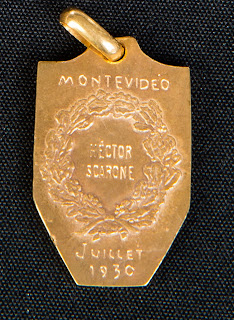 MONTEVIDEO
HÉCTOR
SCARONE
JUILLET
1930